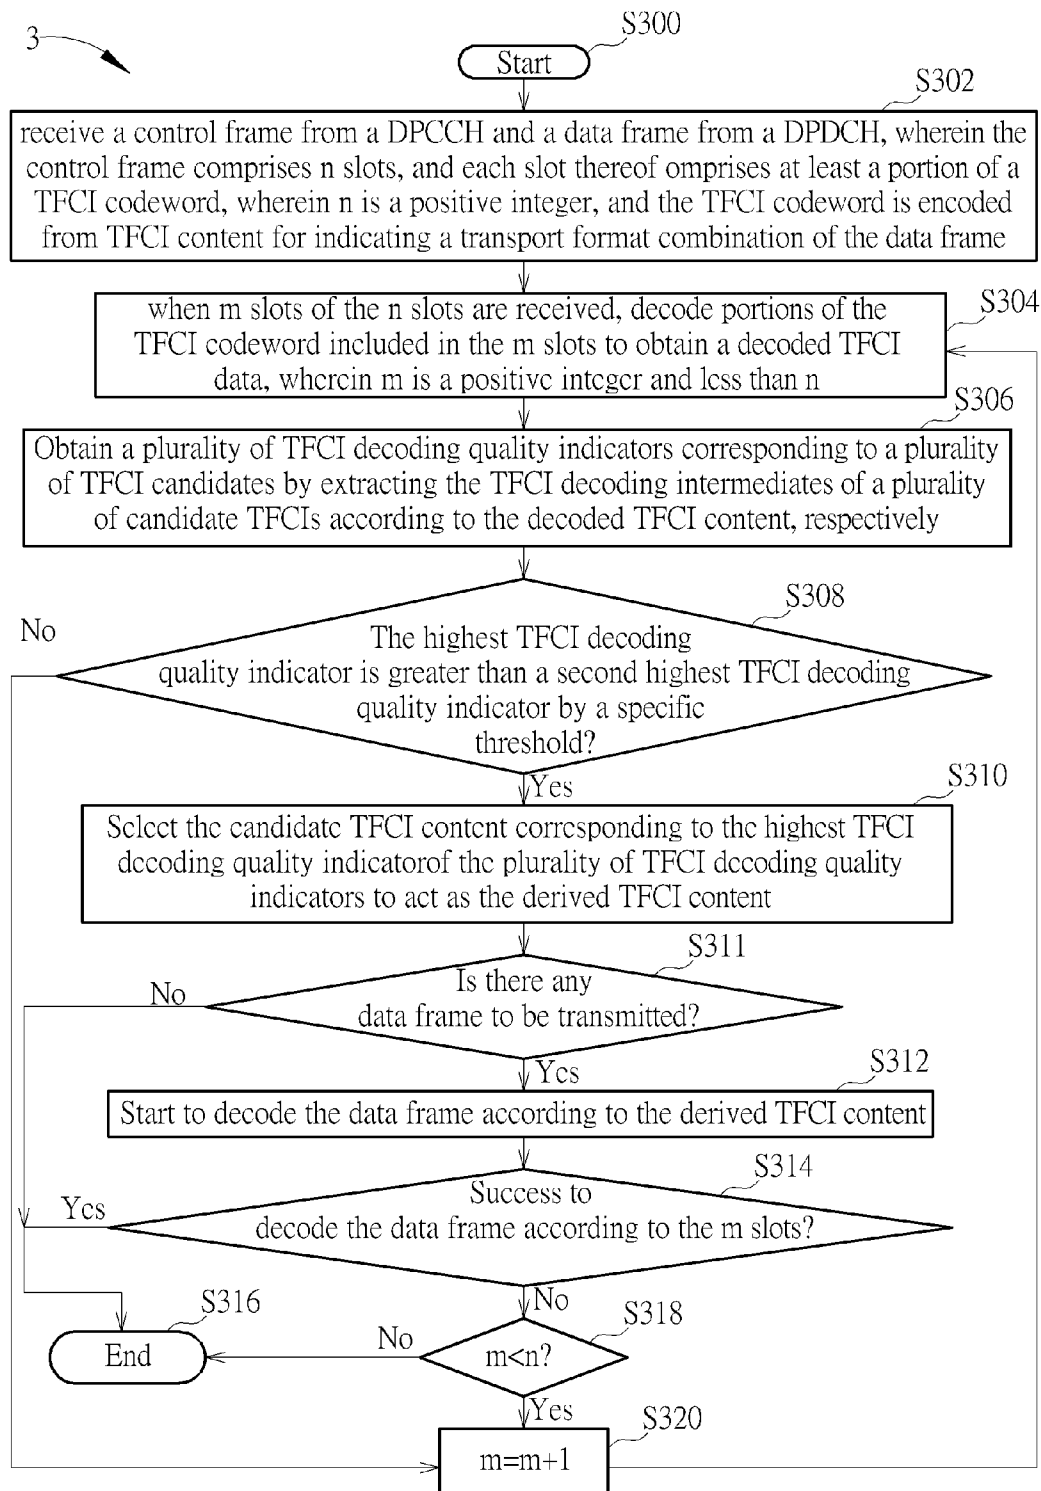 3
S300
Start
S302
receive a control frame from a DPCCH and a data frame from a DPDCH, wherein the
control frame comprises n slots, and each slot thereof omprises at least a portion of a
TFCI codeword, wherein n is a positive integer, and the TFCI codeword is encoded
from TFCI content for indicating a transport format combination of the data frame
S304
when m slots of the n slots are received, decode portions of the
TFCI codeword included in the m slots to obtain a decoded TFCI
data, wherein m is a positive integer and less than n
S306
Obtain a plurality of TFCI decoding quality indicators corresponding to a plurality
of TFCI candidates by extracting the TFCI decoding intermediates of a plurality
of candidate TFCIs according to the decoded TFCI content, respectively
S308
No
The highest TFCI decoding
quality indicator is greater than a second highest TFCI decoding
quality indicator by a specific
threshold?
Yes
S310
Select the candidate TFCI content corresponding to the highest TFCI
decoding quality indicatorof the plurality of TFCI decoding quality
indicators to act as the derived TFCI content
S311
No
Is there any
data frame to be transmitted?
Yes
S312
Start to decode the data frame according to the derived TFCI content
S314
Yes
Success to
decode the data frame according to the m slots?
S316
No
S318
End
No
m<n?
Yes
S320
m=m+1